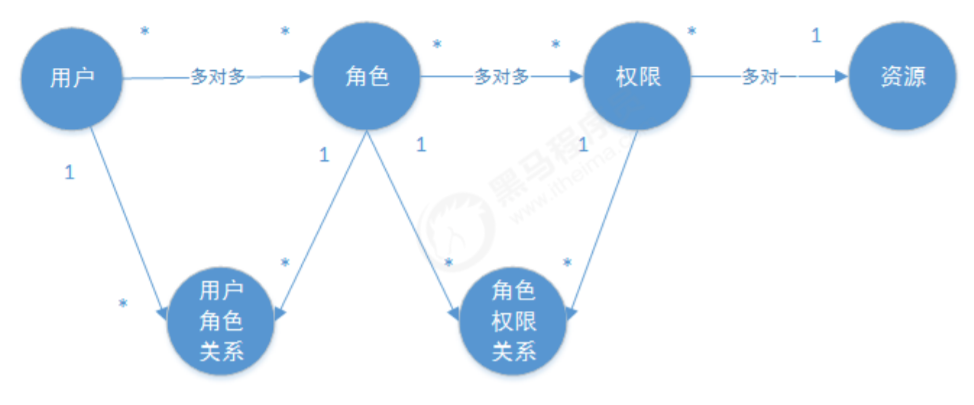 * * * * * 1
用户 多对多 角色 多对多 权限 多对一 资源
1 1 1 1
黑马程序
www.itheima.c
* * * *
用户
角色
关系
角色
权限
关系